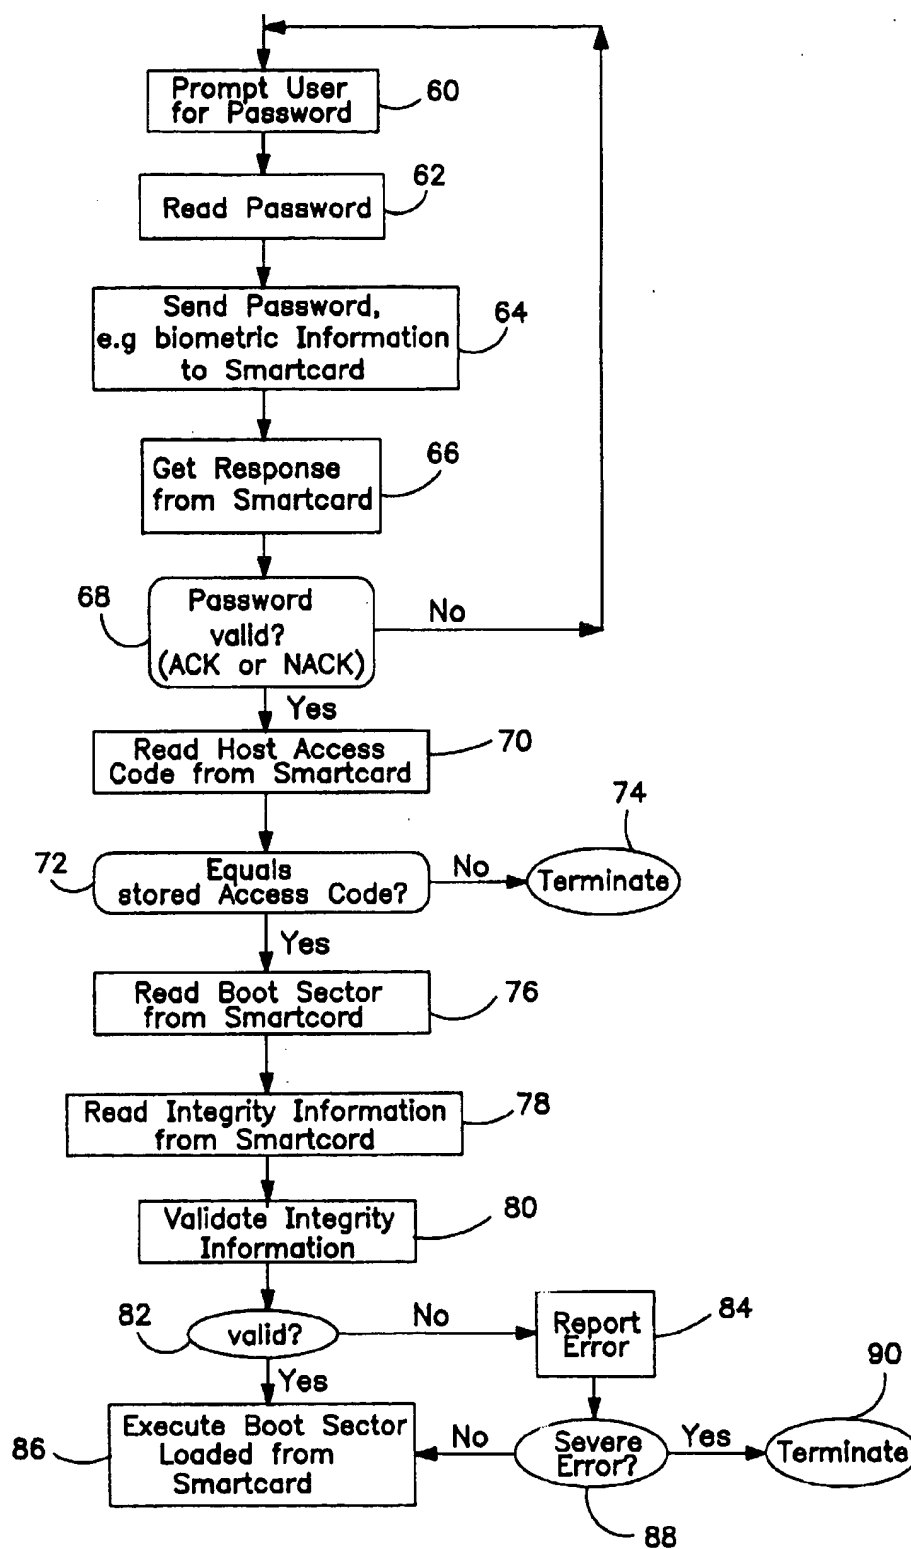 Prompt User
for Password
60
Read Password
62
Send Password,
e.g biometric Information
to Smartcard
64
Get Response
from Smartcard
66
68
Password
valid?
(ACK or NACK)
No
Yes
Read Host Access
Code from Smartcard
70
72
Equals
stored Access Code?
No
Terminate
74
Yes
Read Boot Sector
from Smartcord
76
Read Integrity Information
from Smartcord
78
Validate Integrity
Information
80
82
valid?
No
Report
Error
84
Yes
86
Execute Boot Sector
Loaded from
Smartcard
No
Severe
Error?
88
Yes
Terminate
90